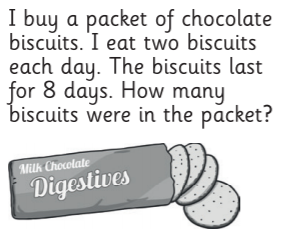 I buy a packet of chocolate
biscuits. I eat two biscuits
each day. The biscuits last
for 8 days. How many
biscuits were in the packet?
Milk Chocolate
Digestives